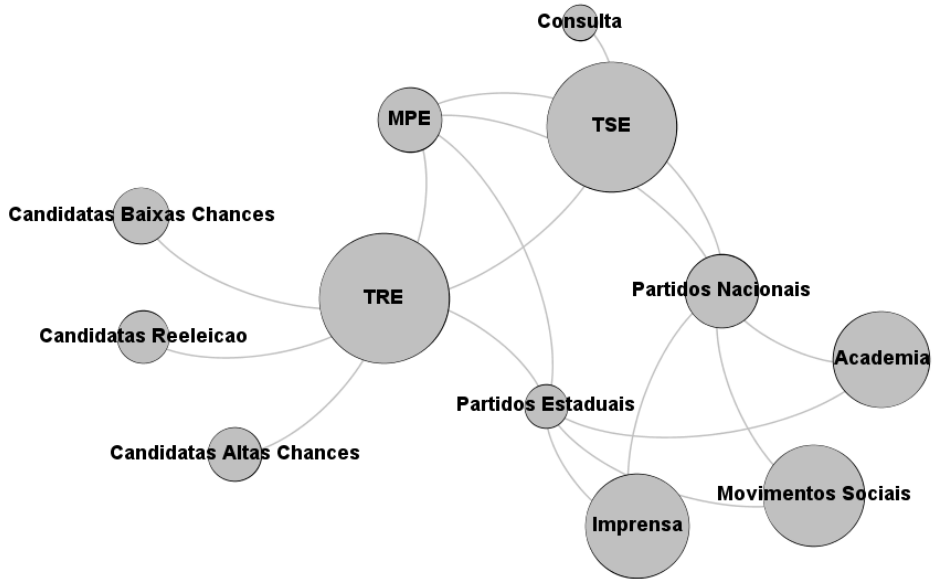 Consulta
MPE
TSE
Candidatas Baixas Chances
TRE
Partidos Nacionais
Candidatas Reeleicao
Academia
Partidos Estaduais
Candidatas Altas Chances
Movimentos Sociais
Imprensa